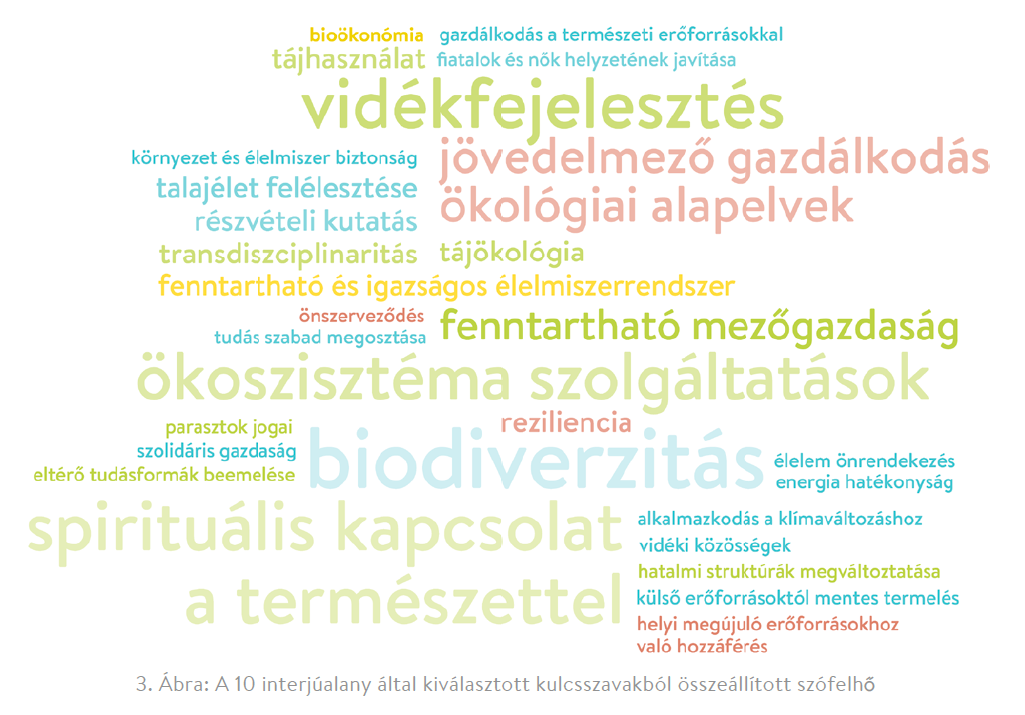 bioökonómia gazdálkodás a természeti erőforrásokkal
tájhasználat fiatalok és nők helyzetének javítása
vidékfejelesztés
környezet és élelmiszer biztonság jövedelmező gazdálkodás
talajélet felélesztése ökológiai alapelvek
részvételi kutatás
transdiszciplinaritás tájökológia
fenntartható és igazságos élelmiszerrendszer
önszerveződés fenntartható mezőgazdaság
tudás szabad megosztása
ökoszisztéma szolgáltatások
parasztok jogai reziliencia
szolidáris gazdaság biodiverzitás élelem önrendekezés
eltérő tudásformák beemelése energia hatékonyság
spirituális kapcsolat alkalmazkodás a klímaváltozáshoz
vidéki közösségek
a természettel hatalmi struktúrák megváltoztatása
külső erőforrásoktól mentes termelés
helyi megújuló erőforrásokhoz
való hozzáférés
3. Ábra: A 10 interjúalany által kiválasztott kulcsszavakból összeállított szófelhő